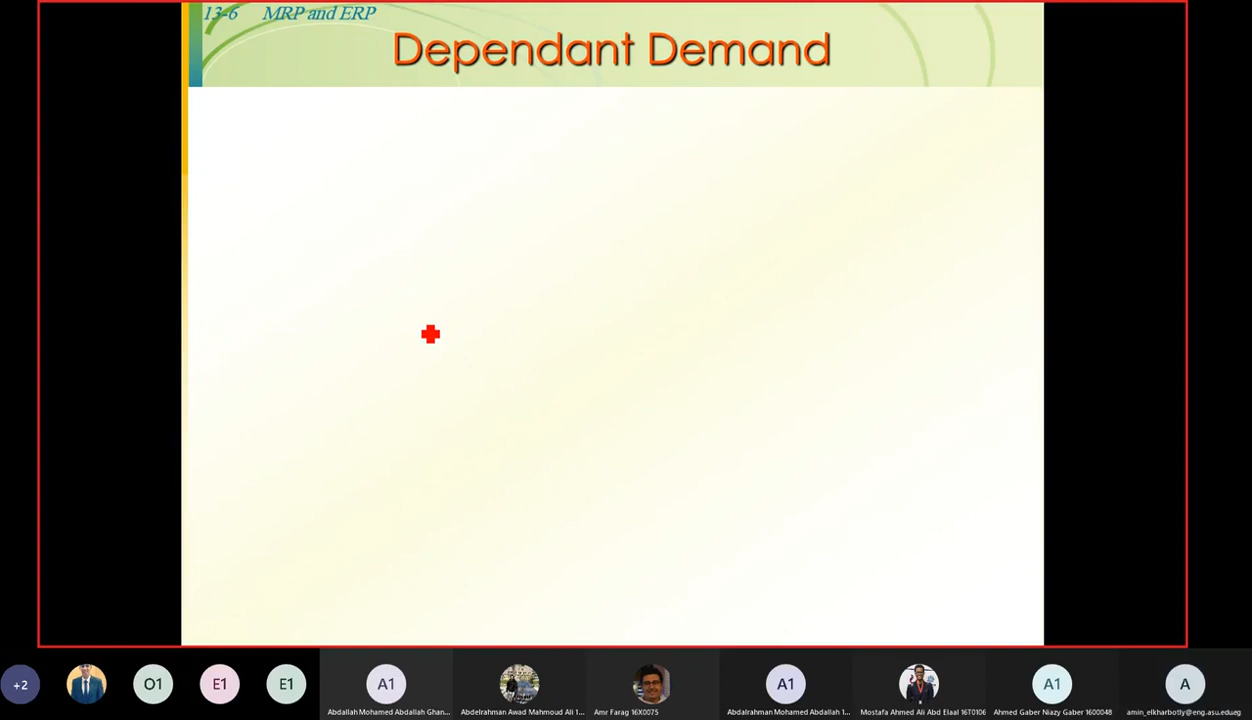 13-6 MRP and ERP
Dependant Demand
+2
O1
E1
E1
A1
A1
A1
A
Abdallah Mohamed Abdallah Ghan...
Abdelrahman Awad Mahmoud Ali 1...
Amr Farag 16X0075
Abdalrahman Mohamed Abdallah 1...
Mostafa Ahmed Ali Abd Elaal 16T0106
Ahmed Gaber Niazy Gaber 1600048
amin_elkharbotly@eng.asu.edueg